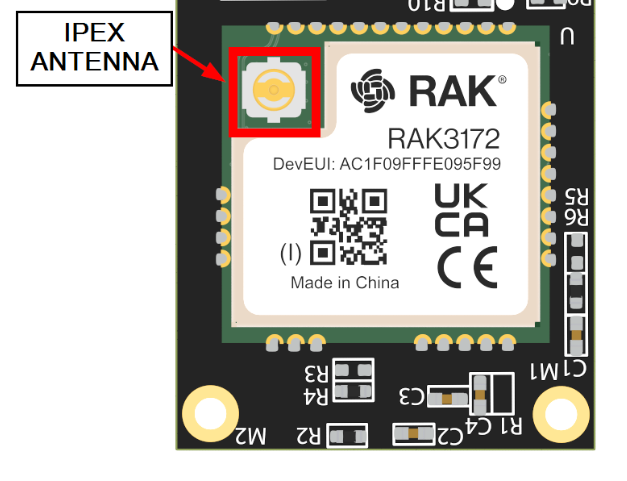 IPEX
ANTENNA
R10
U
RAK®
RAK3172
DevEUI: AC1F09FFFE095F99
UK
CA
(I)
CE
Made in China
R5
R6
R3
R4
C1
M1
C3
R1
C4
C2
R2
M2